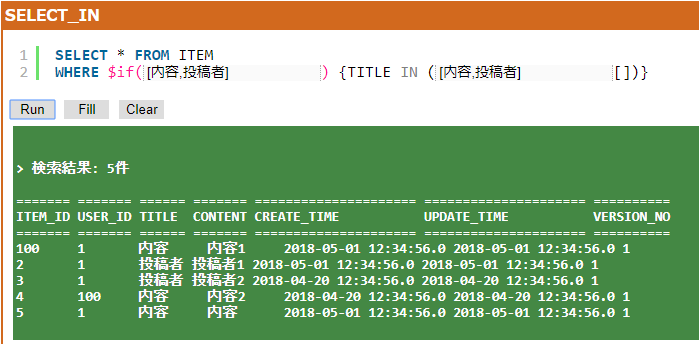 SELECT_IN
1 SELECT * FROM ITEM
2 WHERE $if( [内容,投稿者] ) {TITLE IN ( [内容,投稿者] [])}
Run Fill Clear
> 検索結果: 5件
======= ======= ====== ======= ===================== ===================== ==========
ITEM_ID USER_ID TITLE CONTENT CREATE_TIME UPDATE_TIME VERSION_NO
======= ======= ====== ======= ===================== ===================== ==========
100 1 内容 内容1 2018-05-01 12:34:56.0 2018-05-01 12:34:56.0 1
2 1 投稿者 投稿者1 2018-05-01 12:34:56.0 2018-05-01 12:34:56.0 1
3 1 投稿者 投稿者2 2018-04-20 12:34:56.0 2018-04-20 12:34:56.0 1
4 100 内容 内容2 2018-04-20 12:34:56.0 2018-04-20 12:34:56.0 1
5 1 内容 内容 2018-05-01 12:34:56.0 2018-05-01 12:34:56.0 1